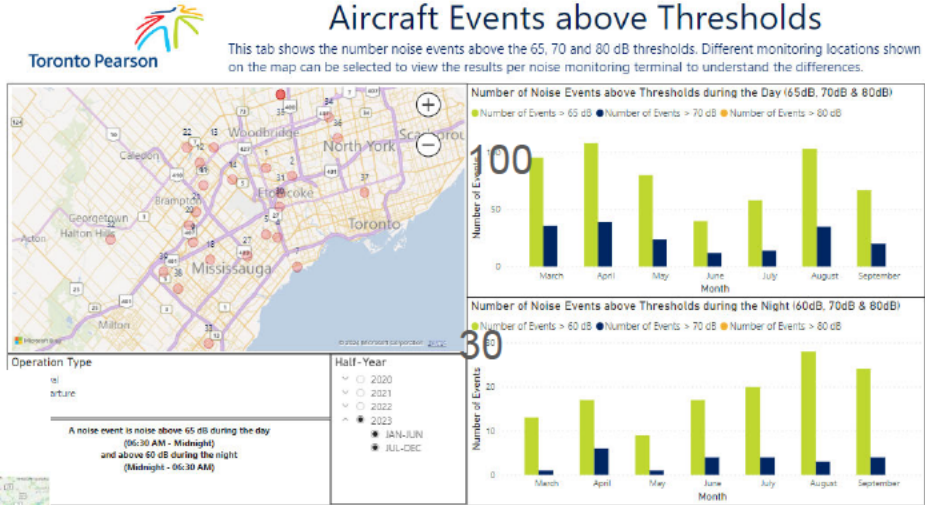 Aircraft Events above Thresholds
Toronto Pearson
This tab shows the number noise events above the 65, 70 and 80 dB thresholds. Different monitoring locations shown
on the map can be selected to view the results per noise monitoring terminal to understand the differences.
Woodbridge
North York
Caledon
Etobicoke
Brampton
Georgetown
Halton Hills
Toronto
Acton
Mississauga
Milton
Number of Noise Events above Thresholds during the Day (65dB, 70dB & 80dB)
Number of Events > 65 dB Number of Events > 70 dB Number of Events > 80 dB
Number of Events
100
50
0
March April May June July August September
Month
Number of Noise Events above Thresholds during the Night (60dB, 70dB & 80dB)
Number of Events > 60 dB Number of Events > 70 dB Number of Events > 80 dB
Number of Events
30
20
10
0
March April May June July August September
Month
Operation Type
Half-Year
2020
2021
2022
2023
JAN-JUN
JUL-DEC
A noise event is noise above 65 dB during the day
(06:30 AM - Midnight)
and above 60 dB during the night
(Midnight - 06:30 AM)